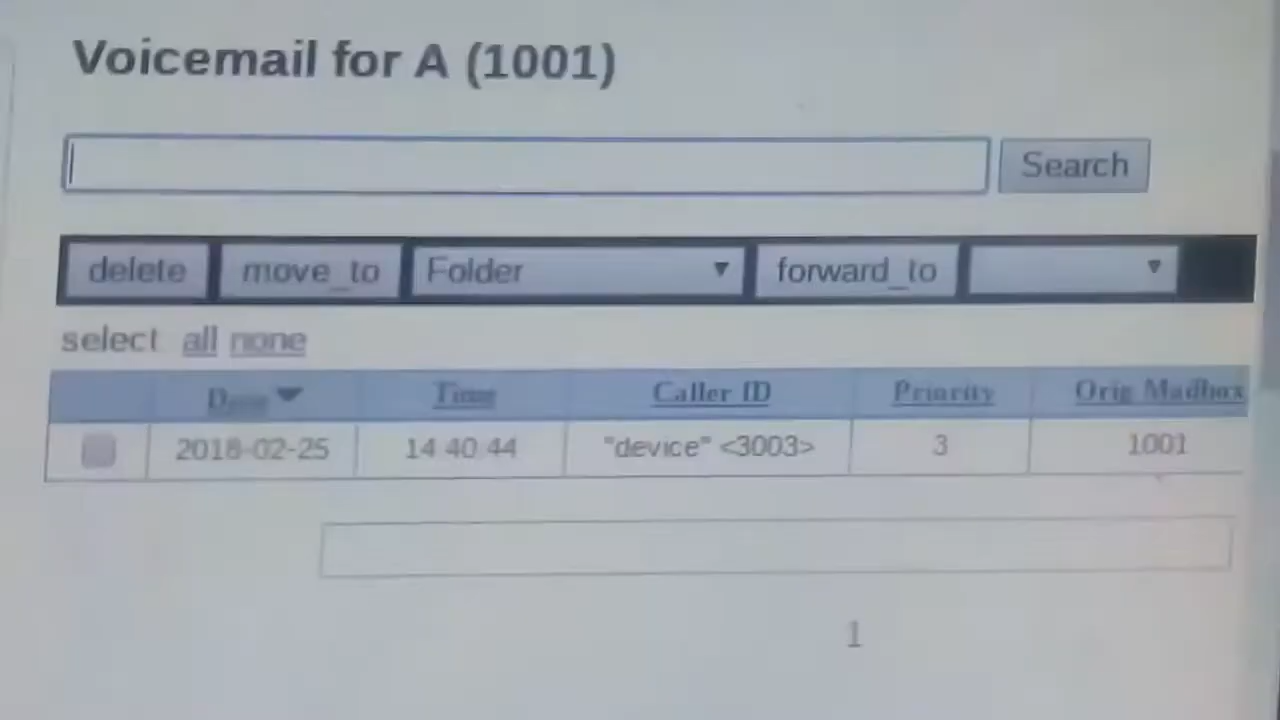 Voicemail for A (1001)
Search
delete move_to Folder forward_to
select all none
Date Time Caller ID Priority Orig Mailbox
2018-02-25 14:40:44 "device" <3003> 3 1001
1